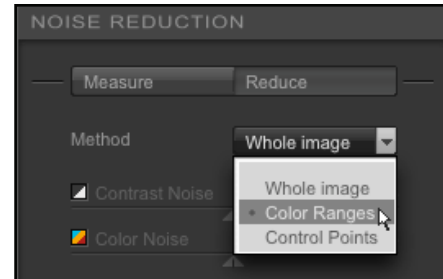 NOISE REDUCTION
Measure Reduce
Method Whole image
Contrast Noise Whole image
Color Ranges
Color Noise Control Points